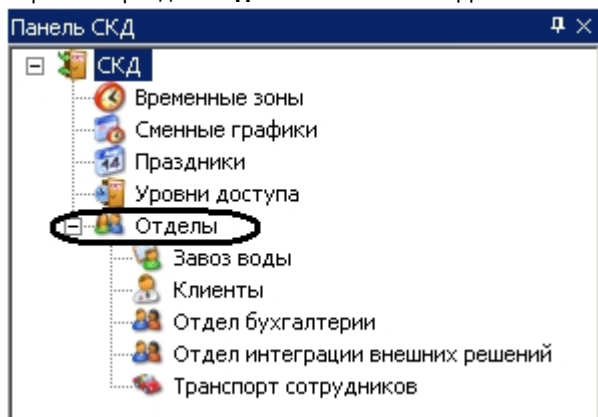 Панель СКД
СКД
Временные зоны
Сменные графики
Праздники
Уровни доступа
Отделы
Завоз воды
Клиенты
Отдел бухгалтерии
Отдел интеграции внешних решений
Транспорт сотрудников